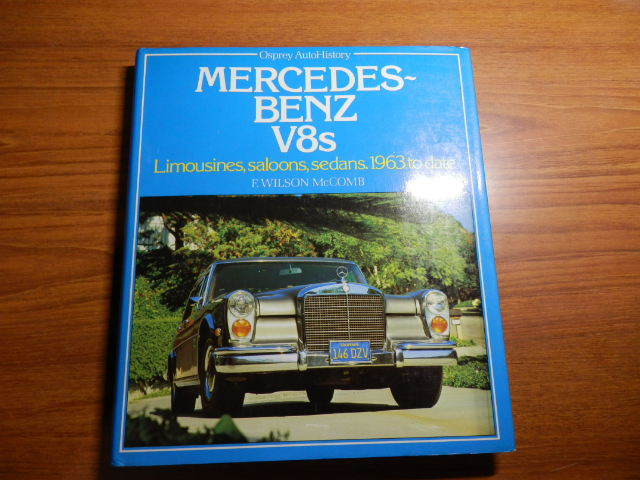 Osprey AutoHistory
MERCEDES~
BENZ
V8s
Limousines, saloons, sedans. 1963 to date
F. WILSON McCOMB
146 DZV